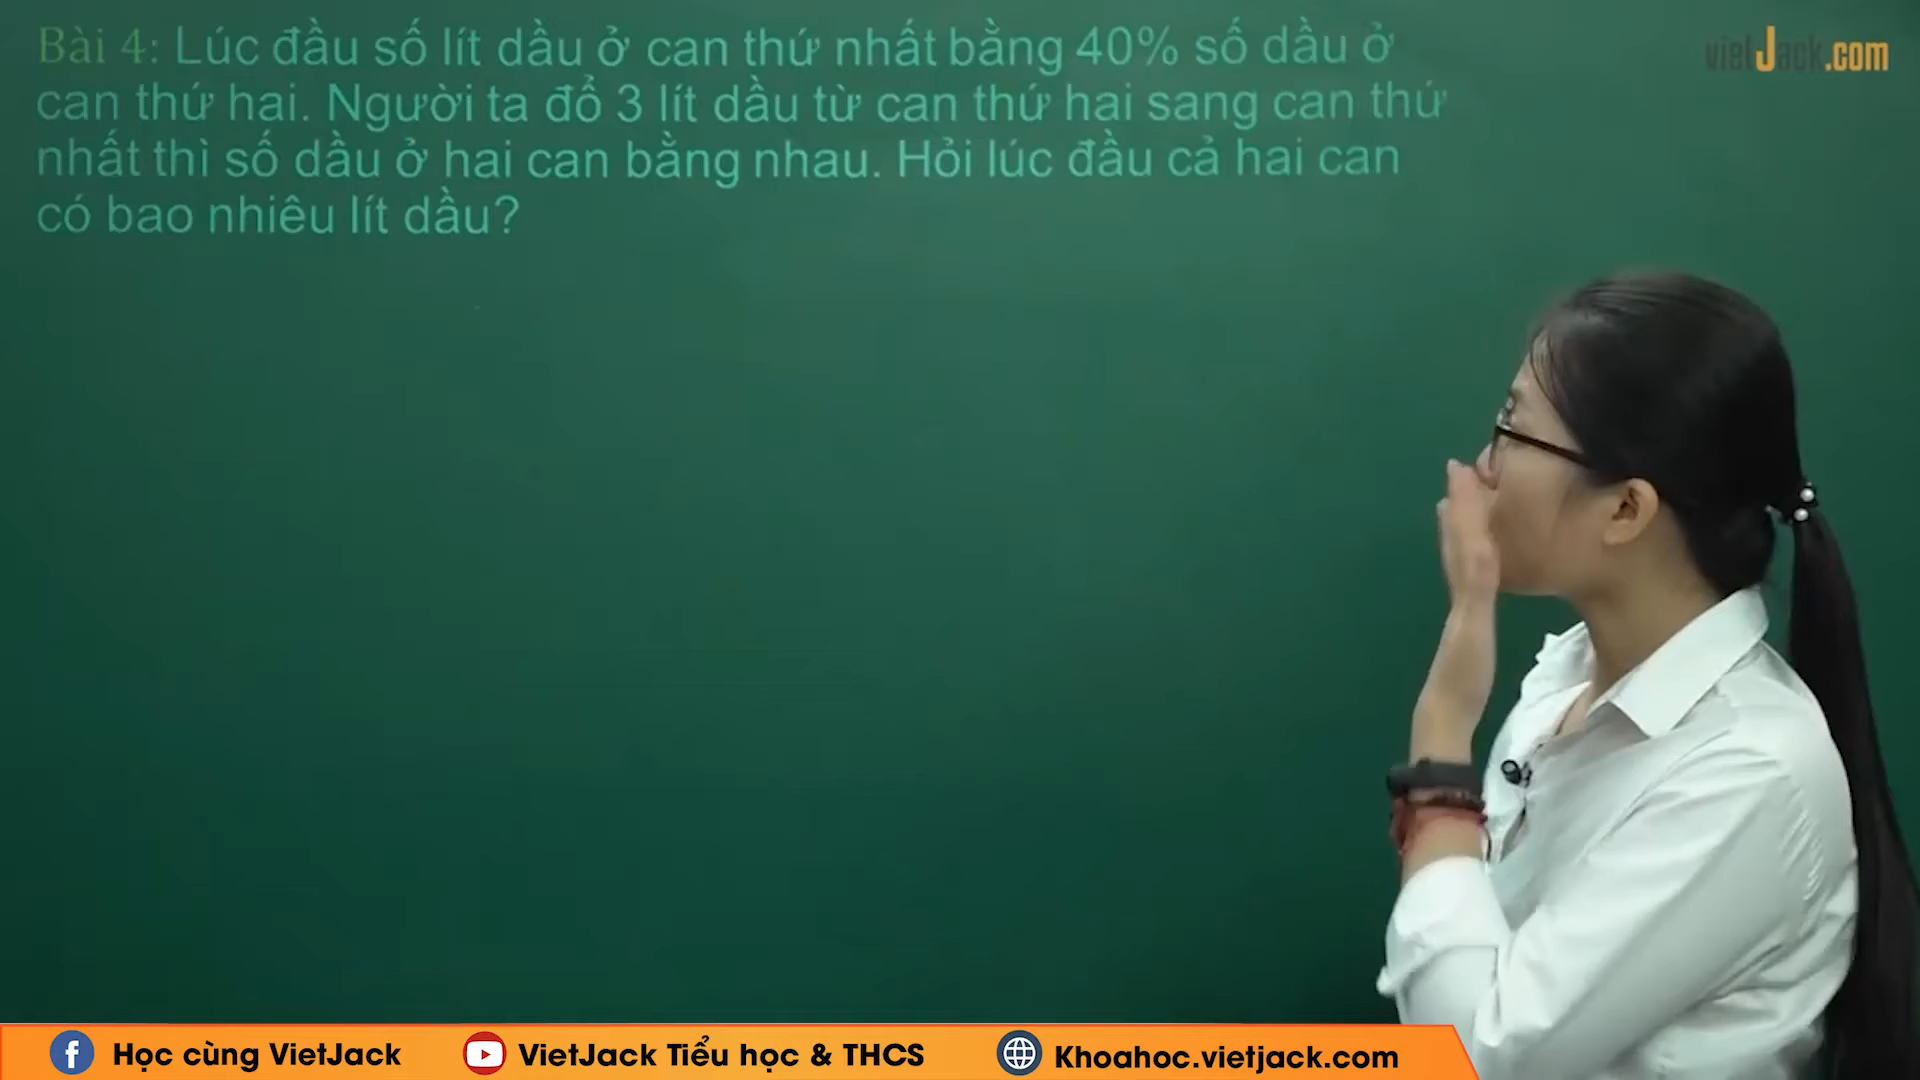 Bài 4: Lúc đầu số lít dầu ở can thứ nhất bằng 40% số dầu ở
can thứ hai. Người ta đổ 3 lít dầu từ can thứ hai sang can thứ
nhất thì số dầu ở hai can bằng nhau. Hỏi lúc đầu cả hai can
có bao nhiêu lít dầu?
vietJack.com
Học cùng VietJack
VietJack Tiểu học & THCS
Khoahoc.vietjack.com